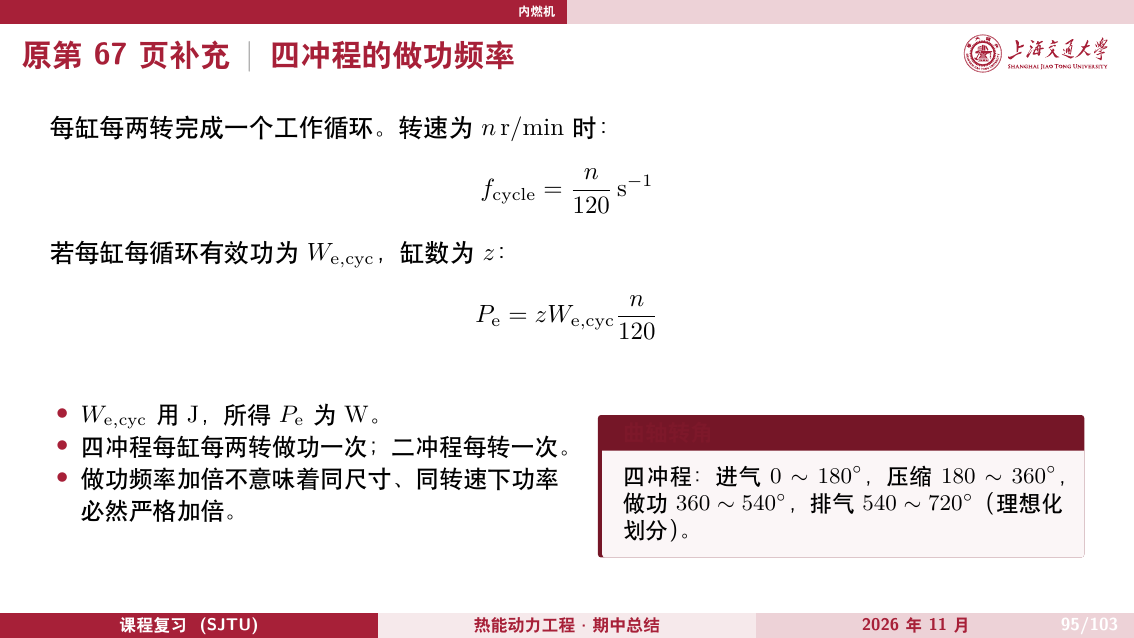 内燃机
原第 67 页补充 | 四冲程的做功频率
上海交通大学
SHANGHAI JIAO TONG UNIVERSITY
每缸每两转完成一个工作循环。转速为 n r/min 时：
f_cycle = n/120 s⁻¹
若每缸每循环有效功为 W_e,cyc，缸数为 z：
P_e = zW_e,cyc n/120
• W_e,cyc 用 J，所得 P_e 为 W。
• 四冲程每缸每两转做功一次；二冲程每转一次。
• 做功频率加倍不意味着同尺寸、同转速下功率
必然严格加倍。
曲轴转角
四冲程：进气 0 ∼ 180°，压缩 180 ∼ 360°，
做功 360 ∼ 540°，排气 540 ∼ 720°（理想化
划分）。
课程复习 (SJTU)
热能动力工程 · 期中总结
2026 年 11 月
95/103